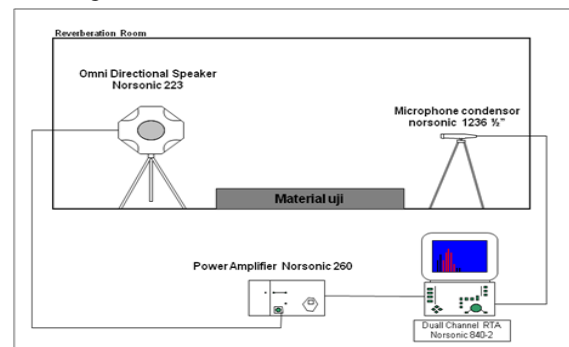 Reverberation Room
Omni Directional Speaker
Norsonic 223
Microphone condensor
norsonic 1236 ½"
Material uji
Power Amplifier Norsonic 260
Duall Channel RTA
Norsonic 840-2